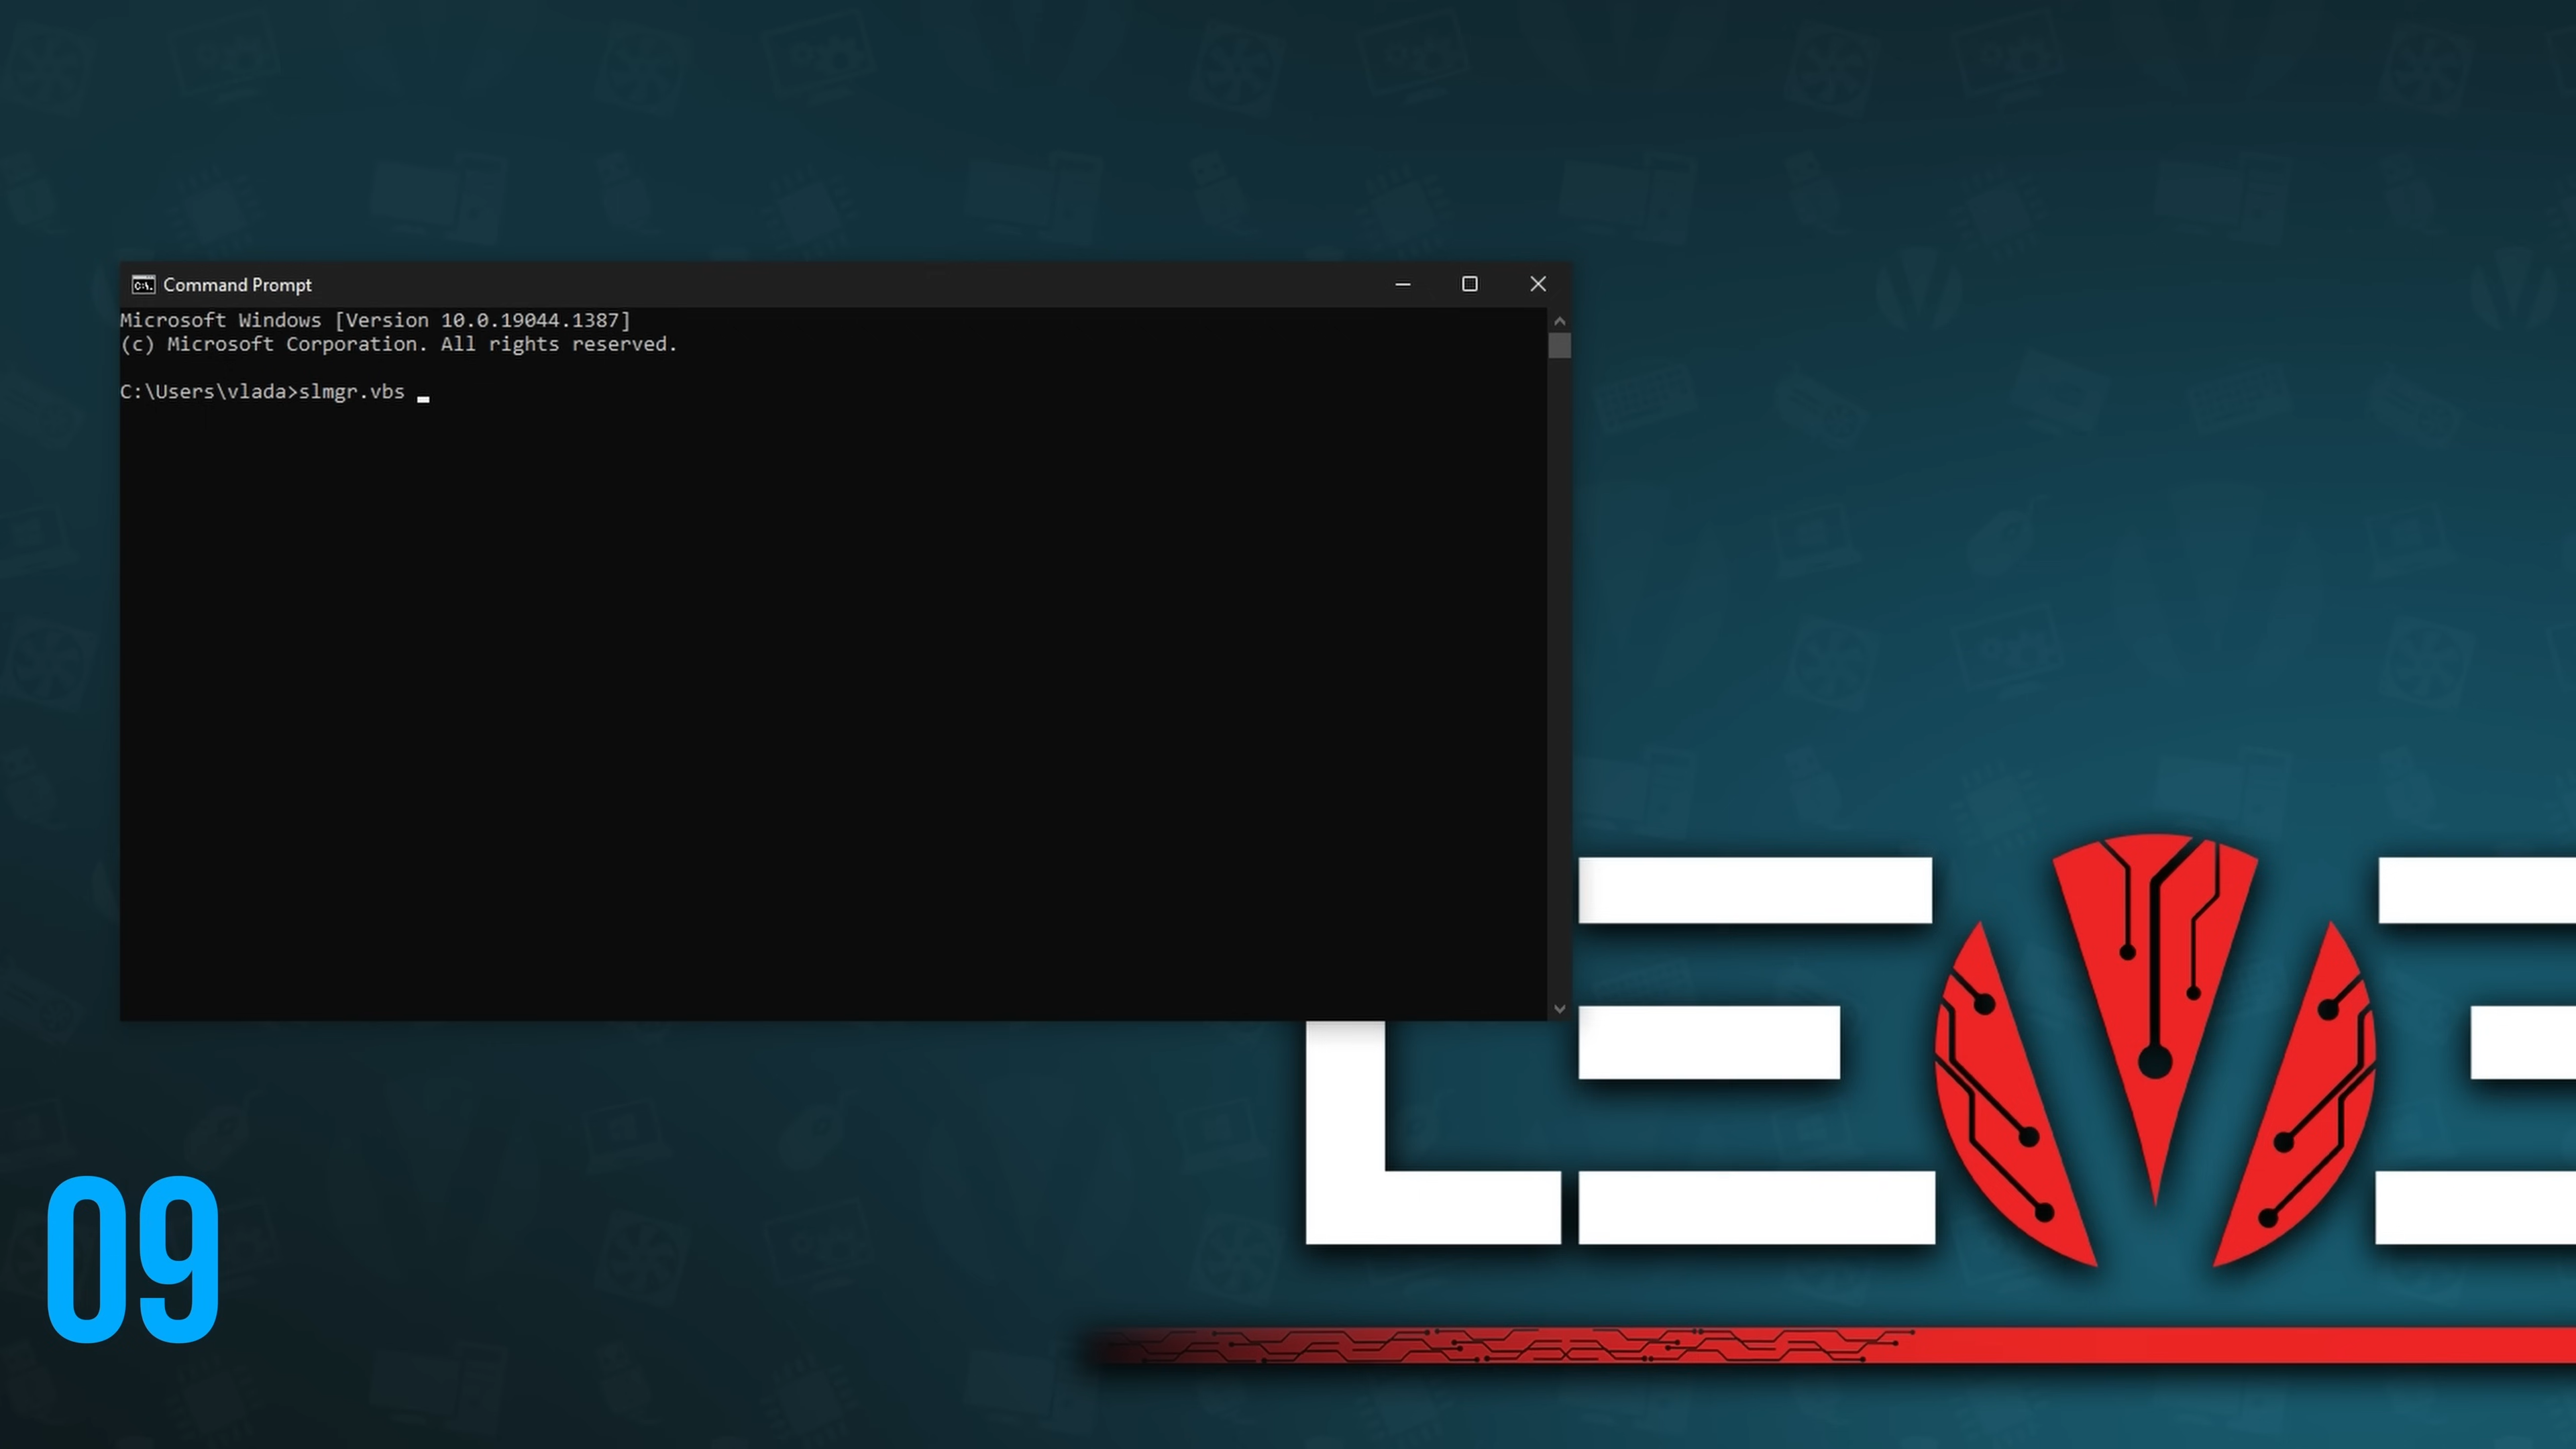 Command Prompt
Microsoft Windows [Version 10.0.19044.1387]
(c) Microsoft Corporation. All rights reserved.
C:\Users\vlada>slmgr.vbs
LEVE
09